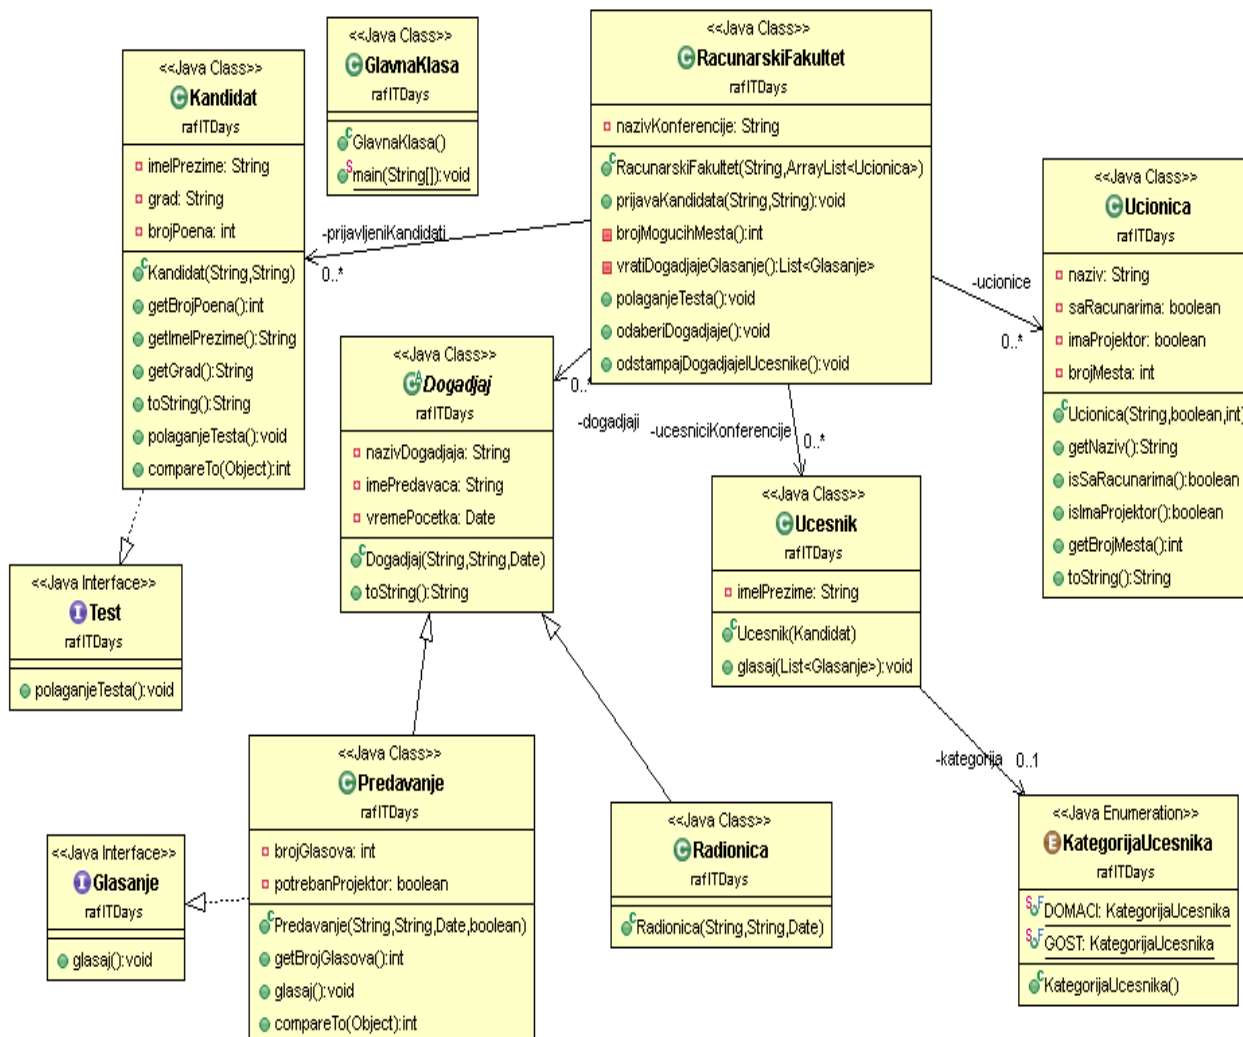 <<Java Class>>
Kandidat
rafITDays
imeIPrezime: String
grad: String
brojPoena: int
Kandidat(String,String)
getBrojPoena():int
getImeIPrezime():String
getGrad():String
toString():String
polaganjeTesta():void
compareTo(Object):int
<<Java Class>>
GlavnaKlasa
rafITDays
GlavnaKlasa()
main(String[]):void
<<Java Class>>
RacunarskiFakultet
rafITDays
nazivKonferencije: String
RacunarskiFakultet(String,ArrayList<Ucionica>)
prijavaKandidata(String,String):void
brojMogucihMesta():int
vratiDogadjajeGlasanje():List<Glasanje>
polaganjeTesta():void
odaberiDogadjaje():void
odstampajDogadjajeIUcesnike():void
-prijavljeniKandidati
0..*
-ucionice
0..*
<<Java Class>>
Ucionica
rafITDays
naziv: String
saRacunarima: boolean
imaProjektor: boolean
brojMesta: int
Ucionica(String,boolean,int)
getNaziv():String
isSaRacunarima():boolean
isImaProjektor():boolean
getBrojMesta():int
toString():String
<<Java Class>>
Dogadjaj
rafITDays
nazivDogadjaja: String
imePredavaca: String
vremePocetka: Date
Dogadjaj(String,String,Date)
toString():String
0..*
-dogadjaji
-ucesniciKonferencije
0..*
<<Java Class>>
Ucesnik
rafITDays
imeIPrezime: String
Ucesnik(Kandidat)
glasaj(List<Glasanje>):void
<<Java Interface>>
Test
rafITDays
polaganjeTesta():void
-kategorija
0..1
<<Java Class>>
Predavanje
rafITDays
brojGlasova: int
potrebanProjektor: boolean
Predavanje(String,String,Date,boolean)
getBrojGlasova():int
glasaj():void
compareTo(Object):int
<<Java Interface>>
Glasanje
rafITDays
glasaj():void
<<Java Class>>
Radionica
rafITDays
Radionica(String,String,Date)
<<Java Enumeration>>
KategorijaUcesnika
rafITDays
DOMACI: KategorijaUcesnika
GOST: KategorijaUcesnika
KategorijaUcesnika()